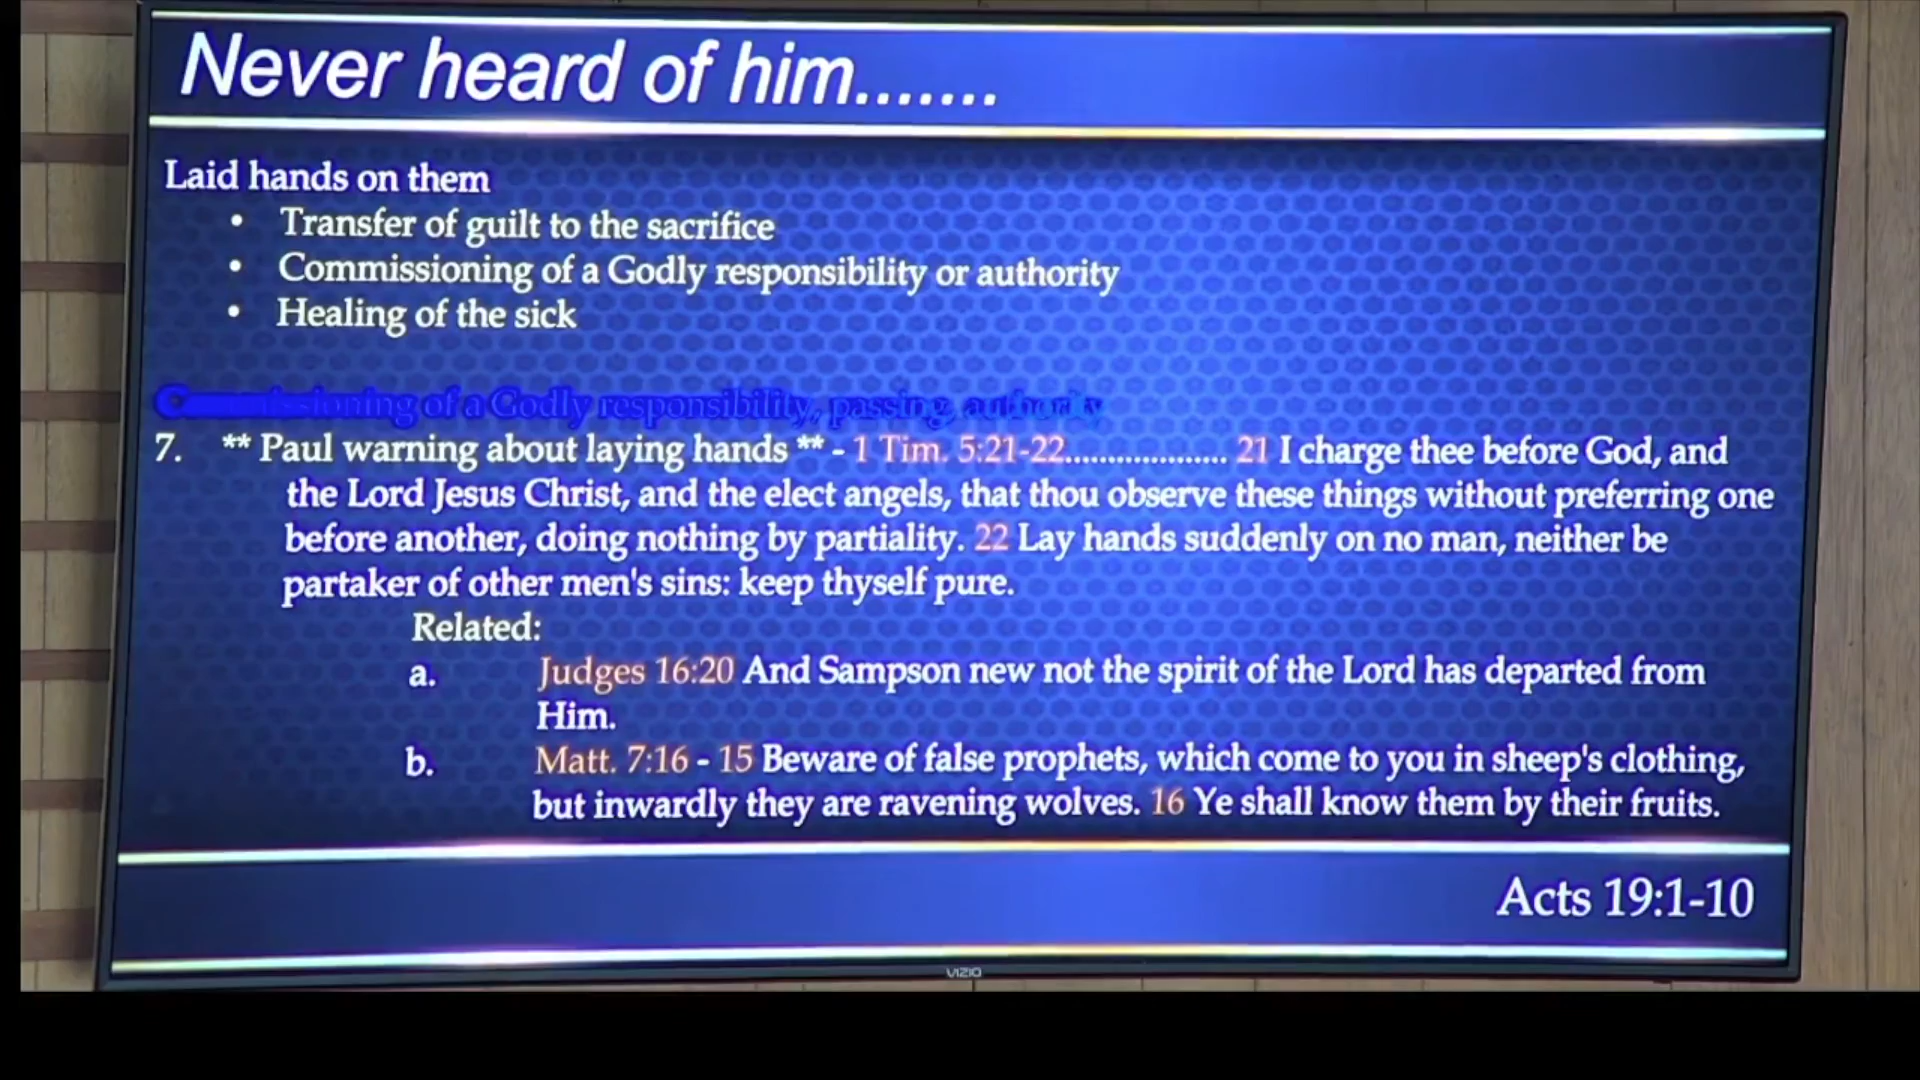 Never heard of him.......
Laid hands on them
• Transfer of guilt to the sacrifice
• Commissioning of a Godly responsibility or authority
• Healing of the sick
Commissioning of a Godly responsibility, passing, authority
7. ** Paul warning about laying hands ** - 1 Tim. 5:21-22................... 21 I charge thee before God, and
the Lord Jesus Christ, and the elect angels, that thou observe these things without preferring one
before another, doing nothing by partiality. 22 Lay hands suddenly on no man, neither be
partaker of other men's sins: keep thyself pure.
Related:
a. Judges 16:20 And Sampson new not the spirit of the Lord has departed from
Him.
b. Matt. 7:16 - 15 Beware of false prophets, which come to you in sheep's clothing,
but inwardly they are ravening wolves. 16 Ye shall know them by their fruits.
Acts 19:1-10
VIZIO